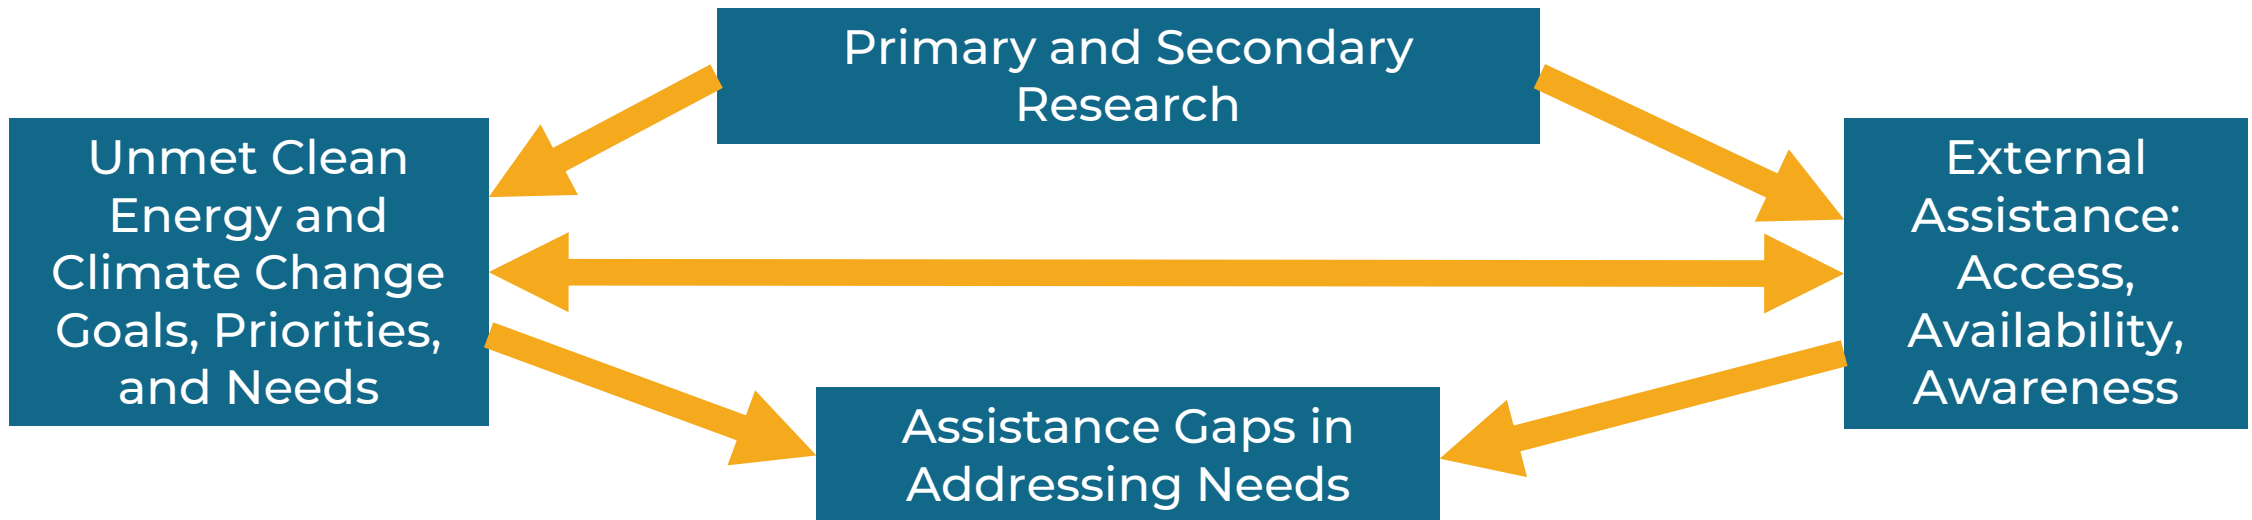 Primary and Secondary
Research
Unmet Clean
Energy and
Climate Change
Goals, Priorities,
and Needs
External
Assistance:
Access,
Availability,
Awareness
Assistance Gaps in
Addressing Needs